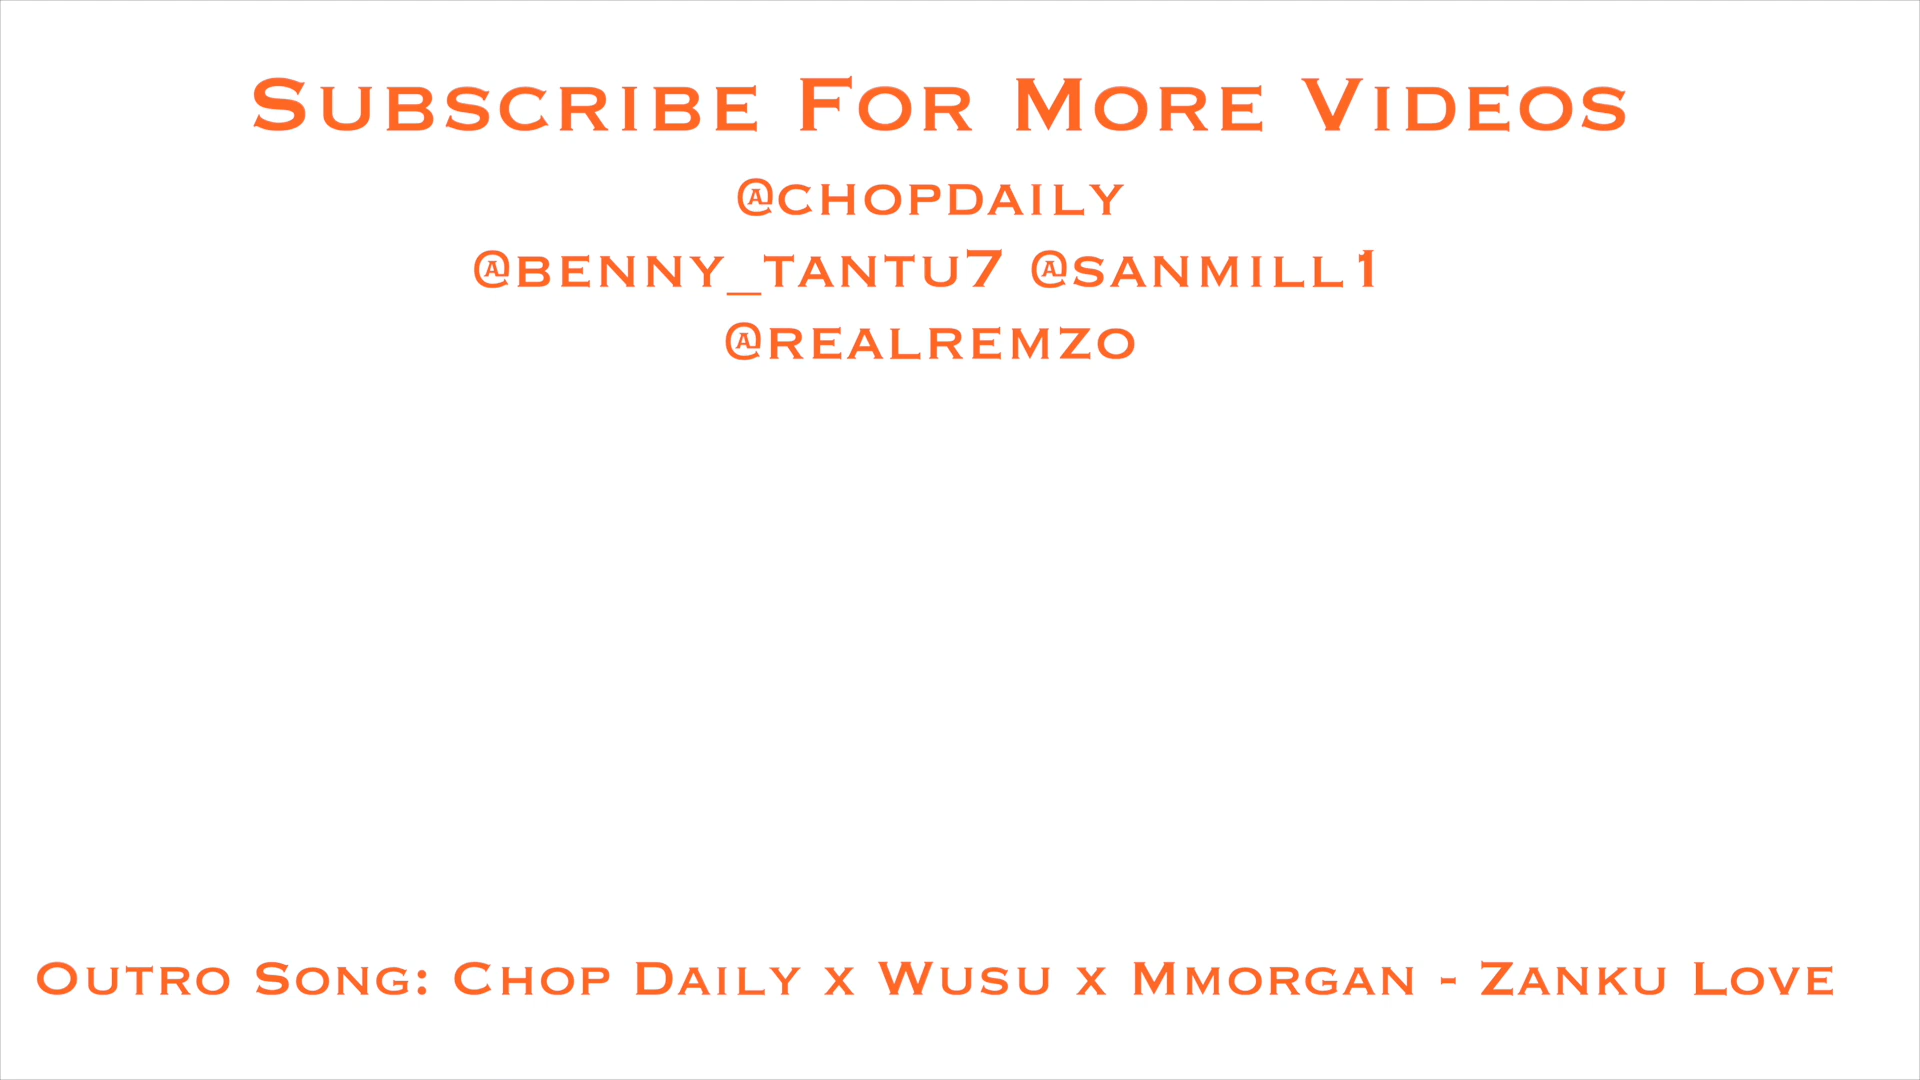 Subscribe For More Videos
@chopdaily
@benny_tantu7 @sanmill1
@realremzo
Outro Song: Chop Daily x Wusu x Mmorgan - Zanku Love